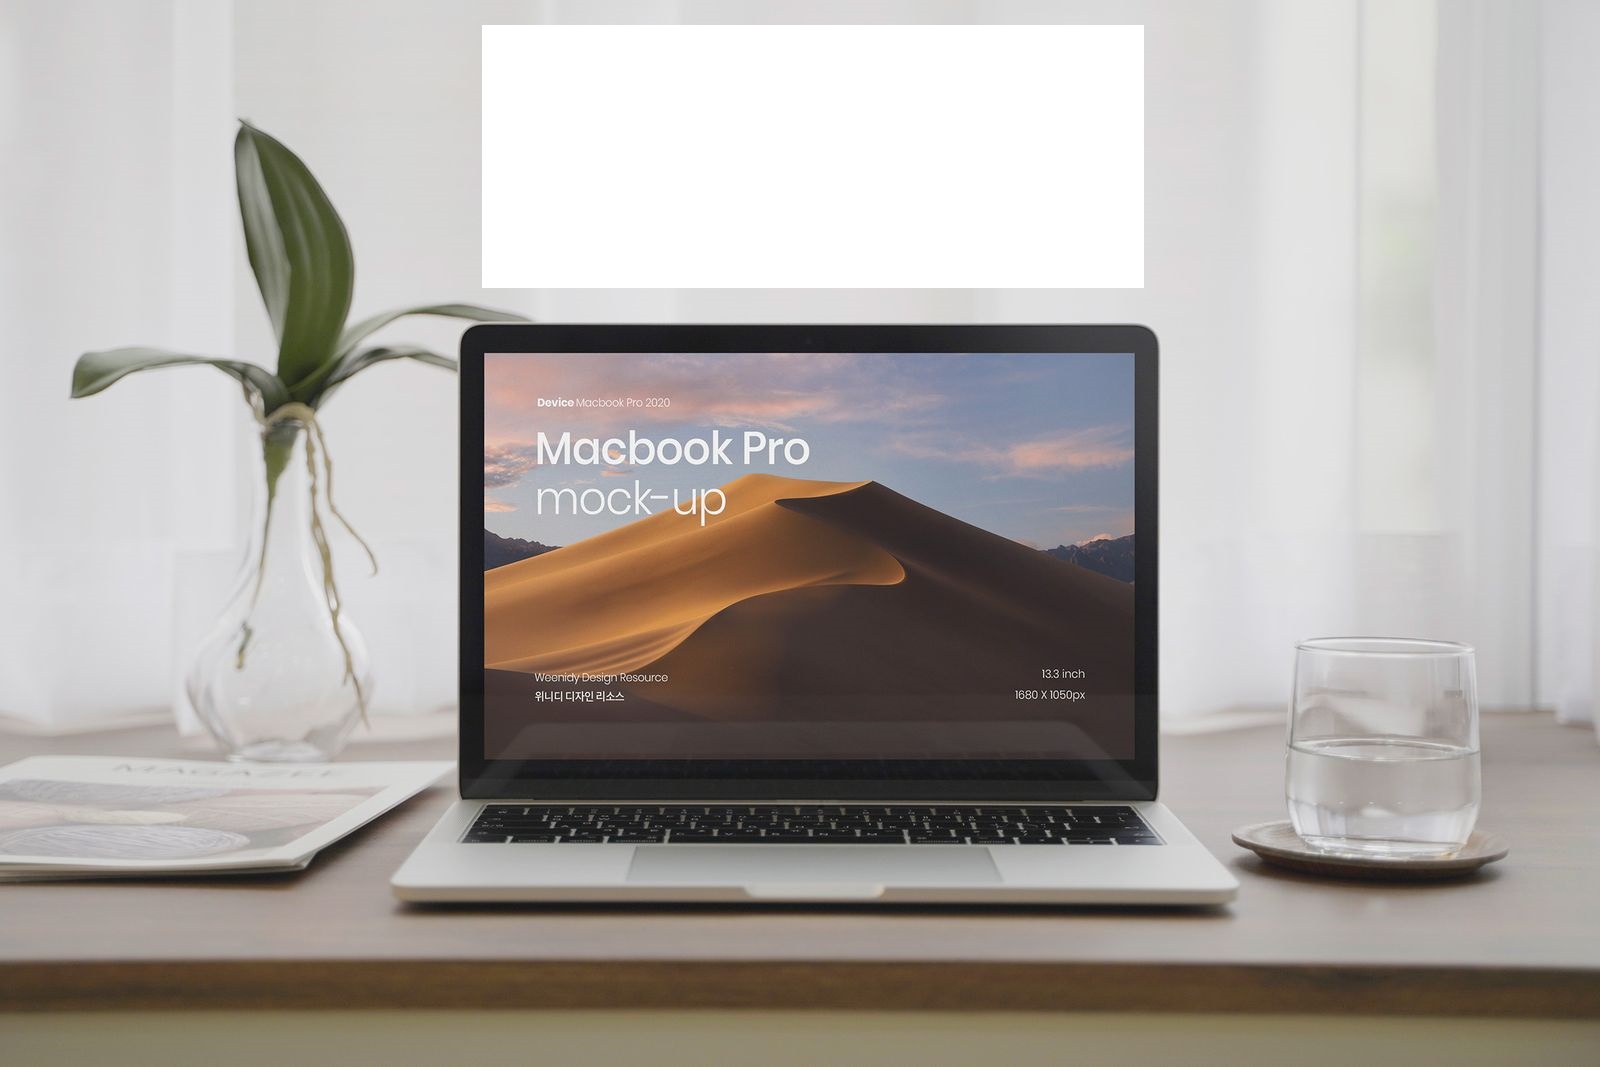 Device Macbook Pro 2020
Macbook Pro
mock-up
Weenidy Design Resource
위니디 디자인 리소스
13.3 inch
1680 X 1050px
MAGAZEE